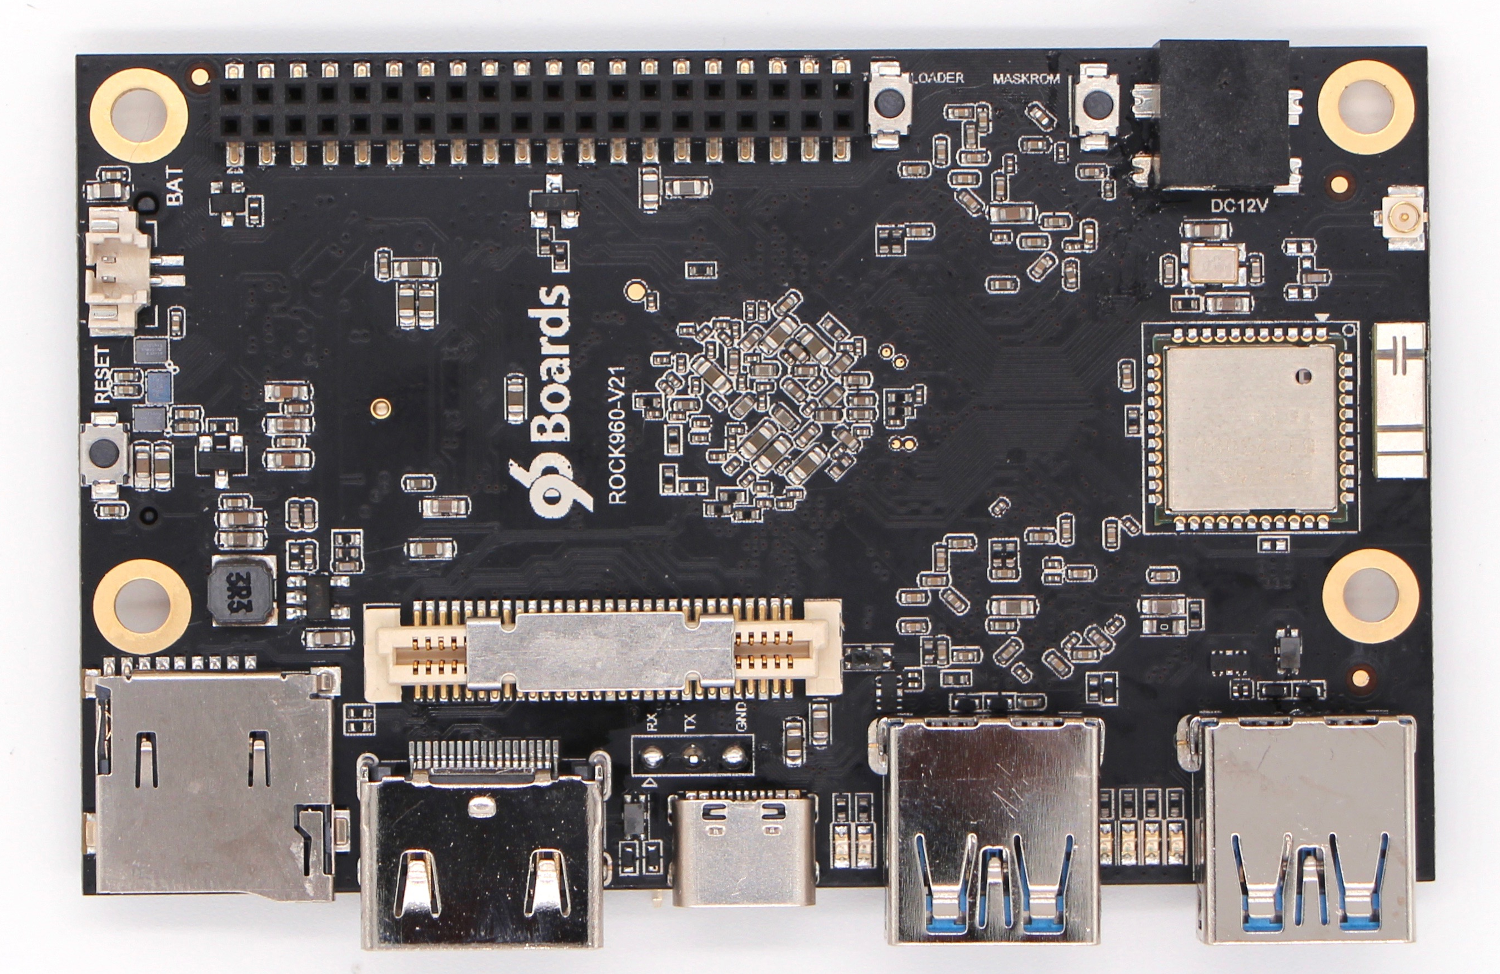 LOADER
MASKROM
BAT
DC12V
RESET
96Boards
ROCK960-V21
3R3
RX
TX
GND